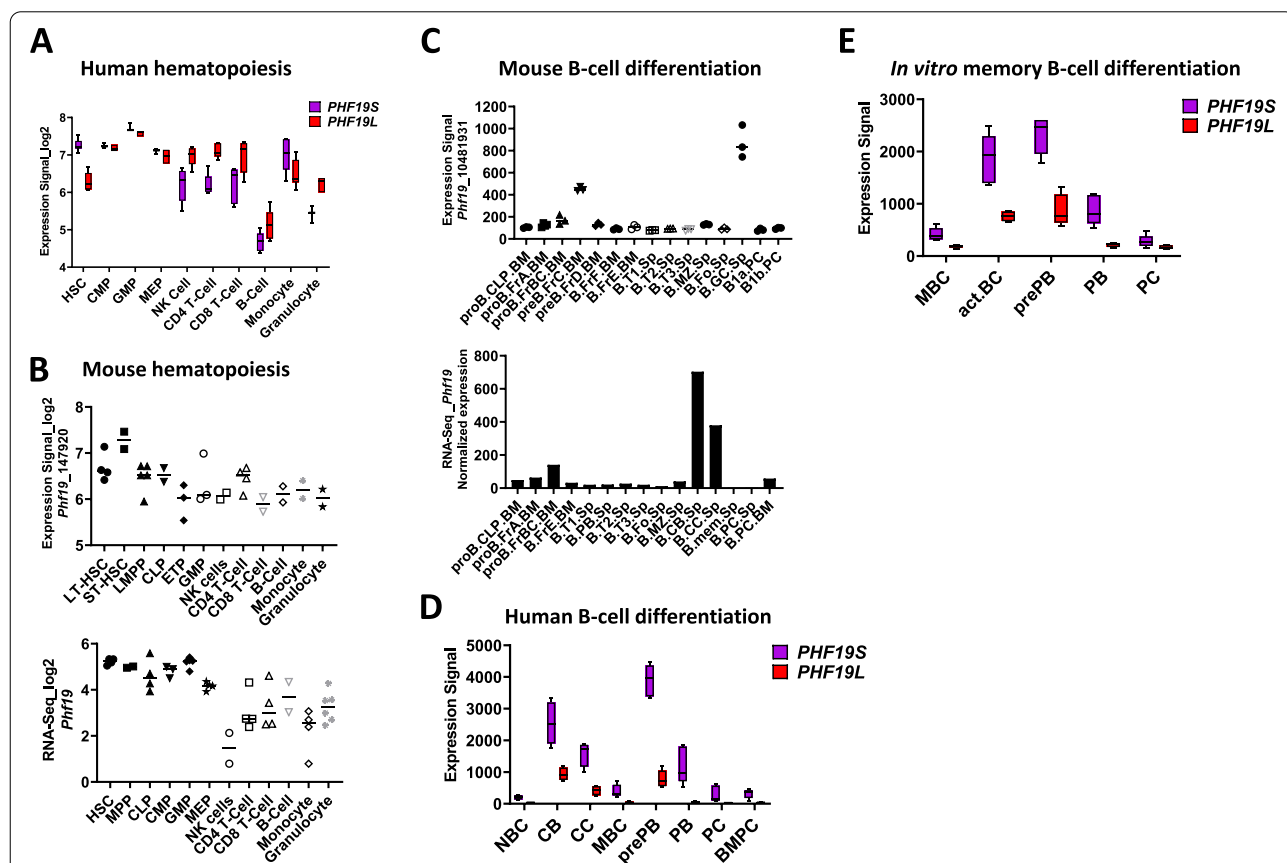 A
Human hematopoiesis
PHF19S
PHF19L
Expression Signal_log2
8
7
6
5
4
HSC
CMP
GMP
MEP
NK Cell
CD4 T-Cell
CD8 T-Cell
B-Cell
Monocyte
Granulocyte
B
Mouse hematopoiesis
Expression Signal_log2
Phf19_147920
8
7
6
5
LT-HSC
ST-HSC
LMPP
CLP
ETP
GMP
NK cells
CD4 T-Cell
CD8 T-Cell
B-Cell
Monocyte
Granulocyte
RNA-Seq_log2
Phf19
6
4
2
0
HSC
MPP
CLP
CMP
GMP
MEP
NK cells
CD4 T-Cell
CD8 T-Cell
B-Cell
Monocyte
Granulocyte
C
Mouse B-cell differentiation
Expression Signal
Phf19_10481931
1200
1000
800
600
400
200
0
proB.CLP.BM
proB.FrA.BM
proB.FrBC.BM
preB.FrC.BM
preB.FrD.BM
B.FrF.BM
B.FrE.BM
B.T1.Sp
B.T2.Sp
B.T3.Sp
B.MZ.Sp
B.Fo.Sp
B.GC.Sp
B1a.PC
B1b.PC
RNA-Seq_Phf19
Normalized expression
800
600
400
200
0
proB.CLP.BM
proB.FrA.BM
proB.FrBC.BM
B.FrE.BM
B.T1.Sp
B.PB.Sp
B.T2.Sp
B.T3.Sp
B.Fo.Sp
B.MZ.Sp
B.CB.Sp
B.CC.Sp
B.mem.Sp
B.PC.Sp
B.PC.BM
D
Human B-cell differentiation
PHF19S
PHF19L
Expression Signal
5000
4000
3000
2000
1000
0
NBC
CB
CC
MBC
prePB
PB
PC
BMPC
E
In vitro memory B-cell differentiation
PHF19S
PHF19L
Expression Signal
3000
2000
1000
0
MBC
act.BC
prePB
PB
PC